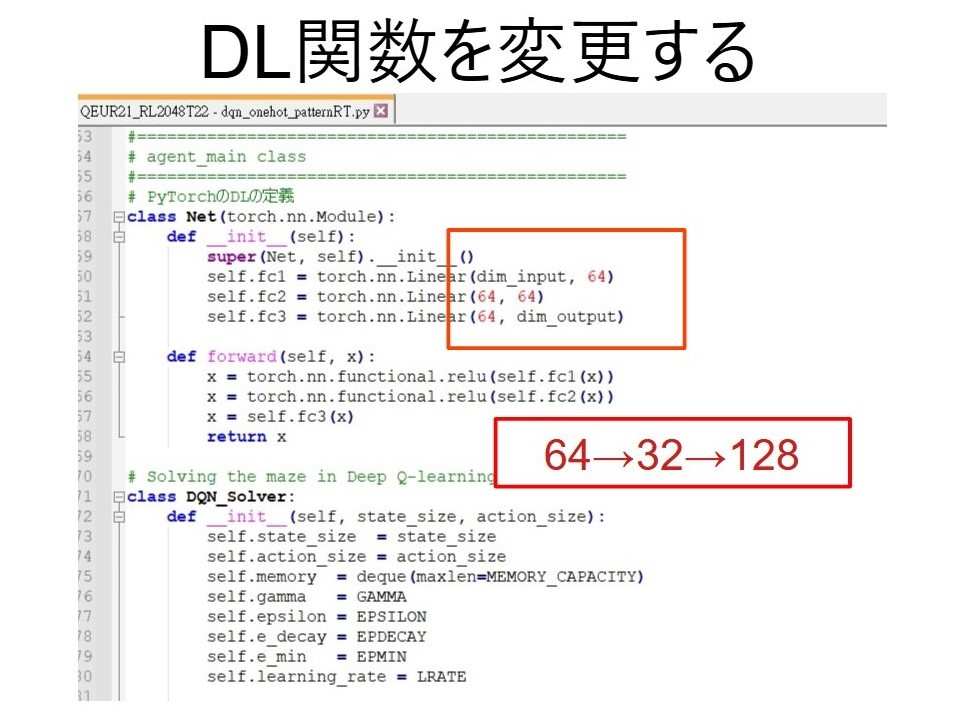 DL関数を変更する
QEUR21_RL2048T22 - dqn_onehot_patternRT.py
53 #=================================================
54 # agent_main class
55 #=================================================
56 # PyTorchのDLの定義
57 class Net(torch.nn.Module):
58 def __init__(self):
59 super(Net, self).__init__()
60 self.fc1 = torch.nn.Linear(dim_input, 64)
61 self.fc2 = torch.nn.Linear(64, 64)
62 self.fc3 = torch.nn.Linear(64, dim_output)
63
64 def forward(self, x):
65 x = torch.nn.functional.relu(self.fc1(x))
66 x = torch.nn.functional.relu(self.fc2(x))
67 x = self.fc3(x)
68 return x
64→32→128
69
70 # Solving the maze in Deep Q-learning
71 class DQN_Solver:
72 def __init__(self, state_size, action_size):
73 self.state_size = state_size
74 self.action_size = action_size
75 self.memory = deque(maxlen=MEMORY_CAPACITY)
76 self.gamma = GAMMA
77 self.epsilon = EPSILON
78 self.e_decay = EPDECAY
79 self.e_min = EPMIN
80 self.learning_rate = LRATE
81